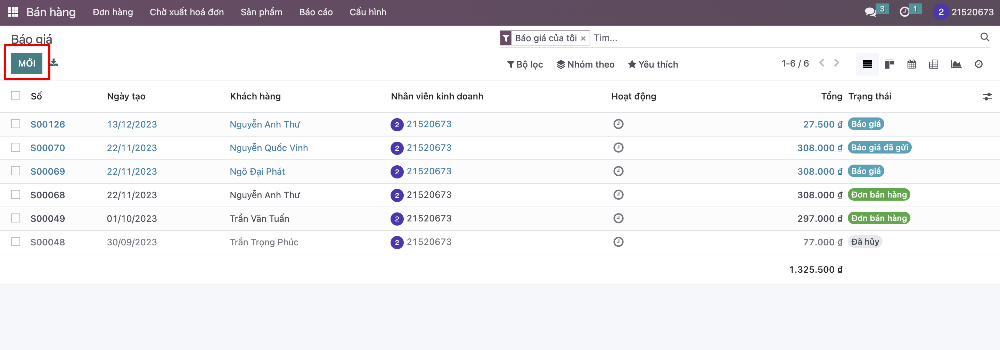 Bán hàng Đơn hàng Chờ xuất hoá đơn Sản phẩm Báo cáo Cấu hình 3 1 2 21520673
Báo giá Báo giá của tôi × Tìm...
MỚI Bộ lọc Nhóm theo Yêu thích 1-6 / 6
Số Ngày tạo Khách hàng Nhân viên kinh doanh Hoạt động Tổng Trạng thái
S00126 13/12/2023 Nguyễn Anh Thư 2 21520673 27.500 ₫ Báo giá
S00070 22/11/2023 Nguyễn Quốc Vinh 2 21520673 308.000 ₫ Báo giá đã gửi
S00069 22/11/2023 Ngô Đại Phát 2 21520673 308.000 ₫ Báo giá
S00068 22/11/2023 Nguyễn Anh Thư 2 21520673 308.000 ₫ Đơn bán hàng
S00049 01/10/2023 Trần Văn Tuấn 2 21520673 297.000 ₫ Đơn bán hàng
S00048 30/09/2023 Trần Trọng Phúc 2 21520673 77.000 ₫ Đã hủy
1.325.500 ₫